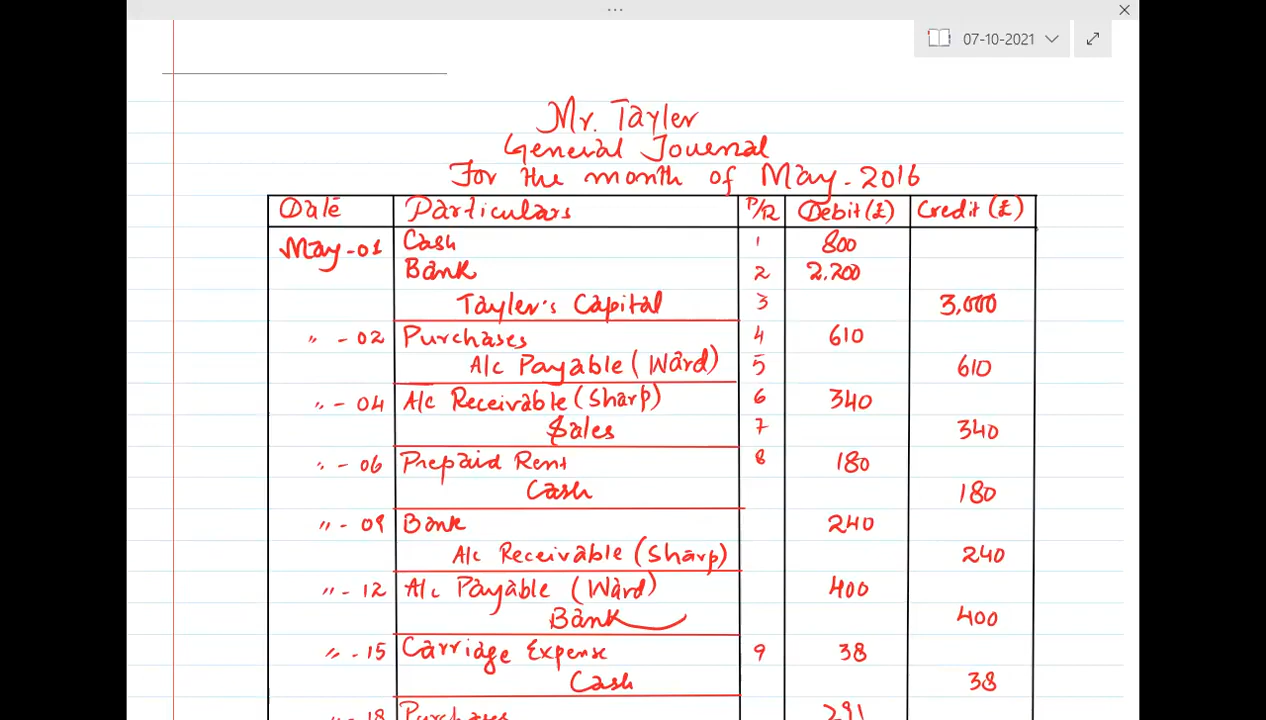 07-10-2021
Mr. Tayler
General Journal
For the month of May-2016
Date Particulars P/R Debit(£) Credit(£)
May-01 Cash 1 800
Bank 2 2,200
Tayler's Capital 3 3,000
" - 02 Purchases 4 610
A/c Payable (Ward) 5 610
" - 04 A/c Receivable (Sharp) 6 340
Sales 7 340
" - 06 Prepaid Rent 8 180
Cash 180
" - 09 Bank 240
A/c Receivable (Sharp) 240
" - 12 A/c Payable (Ward) 400
Bank 400
" - 15 Carriage Expense 9 38
Cash 38
" - 18 Purchases 291